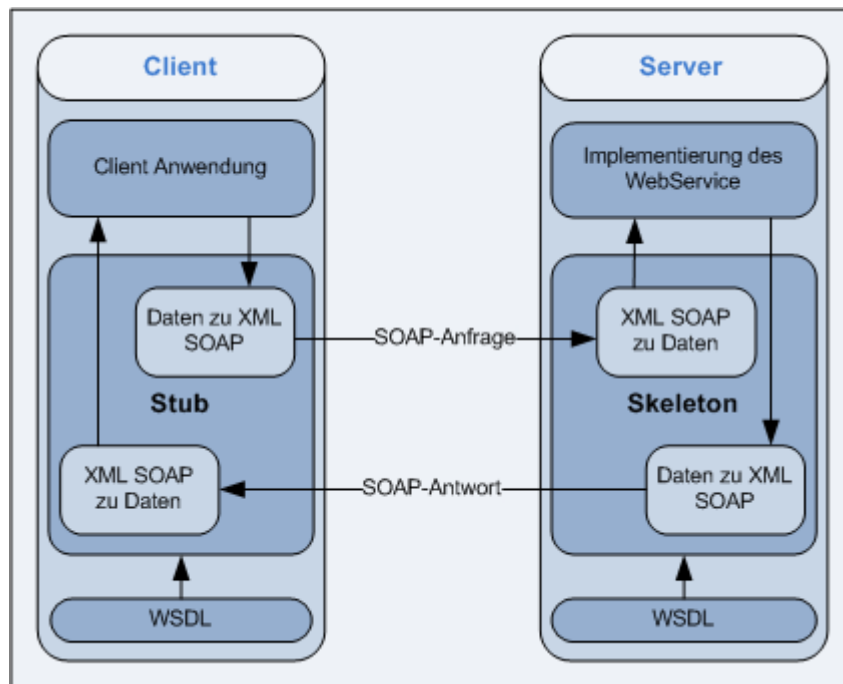 Client
Server
Client Anwendung
Implementierung des
WebService
Daten zu XML
SOAP
SOAP-Anfrage
XML SOAP
zu Daten
Stub
Skeleton
XML SOAP
zu Daten
SOAP-Antwort
Daten zu XML
SOAP
WSDL
WSDL